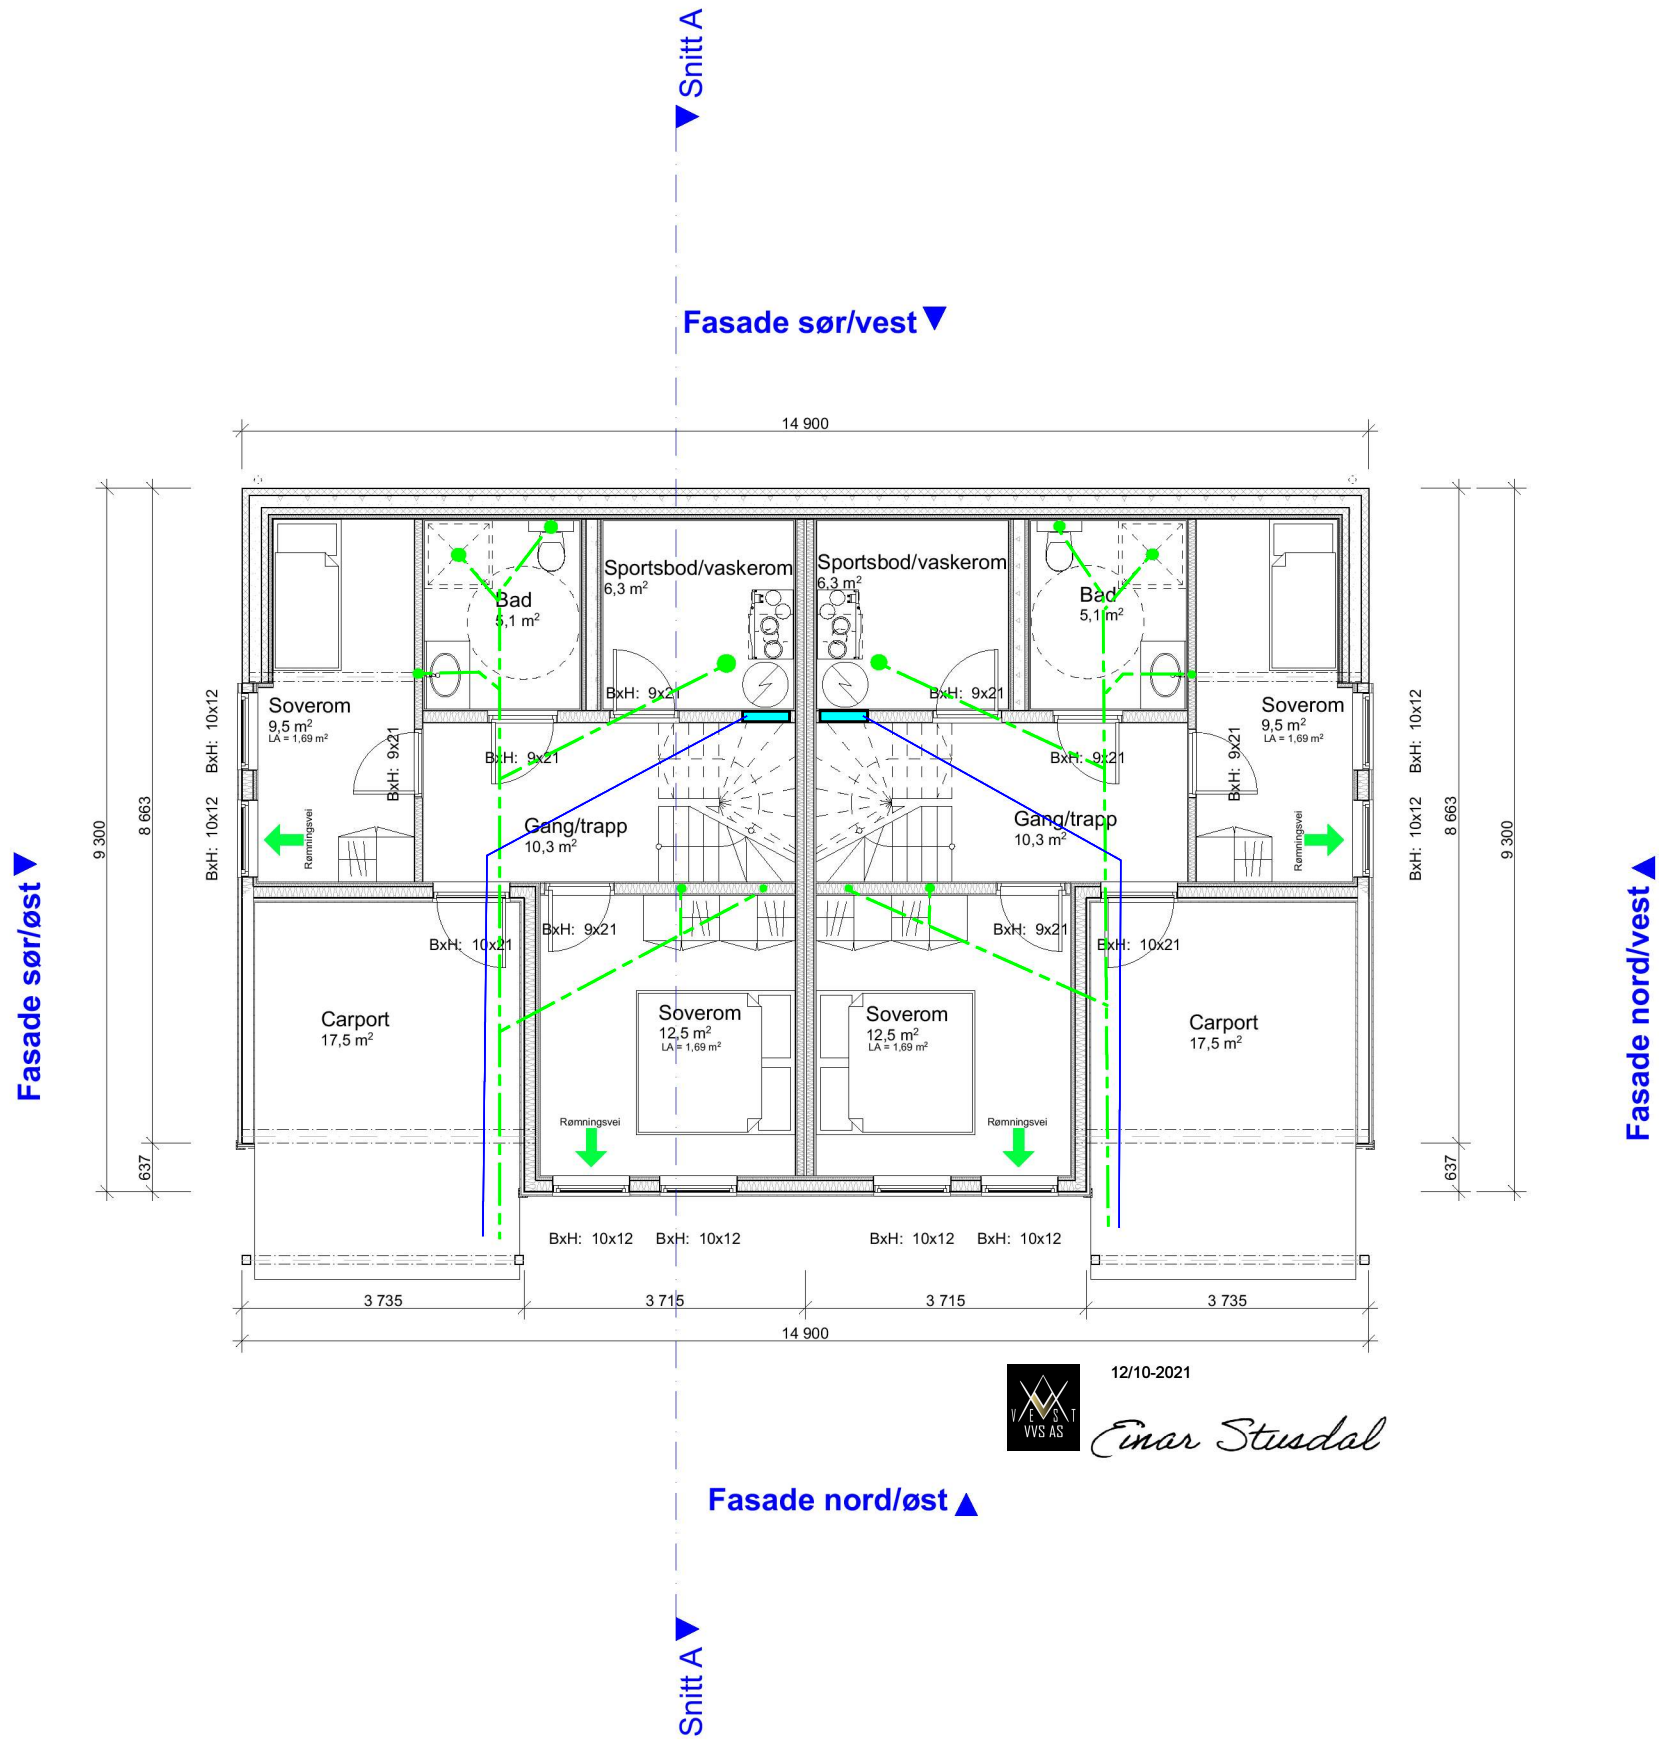 Snitt A
Fasade sør/vest
14 900
Sportsbod/vaskerom
6,3 m²
Sportsbod/vaskerom
6,3 m²
Bad
5,1 m²
Bad
5,1 m²
BxH: 9x21
BxH: 9x21
Soverom
9,5 m²
LA = 1,69 m²
Soverom
9,5 m²
LA = 1,69 m²
BxH: 10x12
BxH: 10x12
BxH: 9x21
BxH: 9x21
BxH: 9x21
BxH: 9x21
BxH: 10x12
BxH: 10x12
Rømningsvei
Rømningsvei
Gang/trapp
10,3 m²
Gang/trapp
10,3 m²
9 300
8 663
8 663
9 300
Fasade sør/øst
Fasade nord/vest
BxH: 10x21
BxH: 9x21
BxH: 9x21
BxH: 10x21
Carport
17,5 m²
Soverom
12,5 m²
LA = 1,69 m²
Soverom
12,5 m²
LA = 1,69 m²
Carport
17,5 m²
Rømningsvei
Rømningsvei
637
637
BxH: 10x12
BxH: 10x12
BxH: 10x12
BxH: 10x12
3 735
3 715
3 715
3 735
14 900
12/10-2021
VEST
VVS AS
Einar Stusdal
Fasade nord/øst
Snitt A